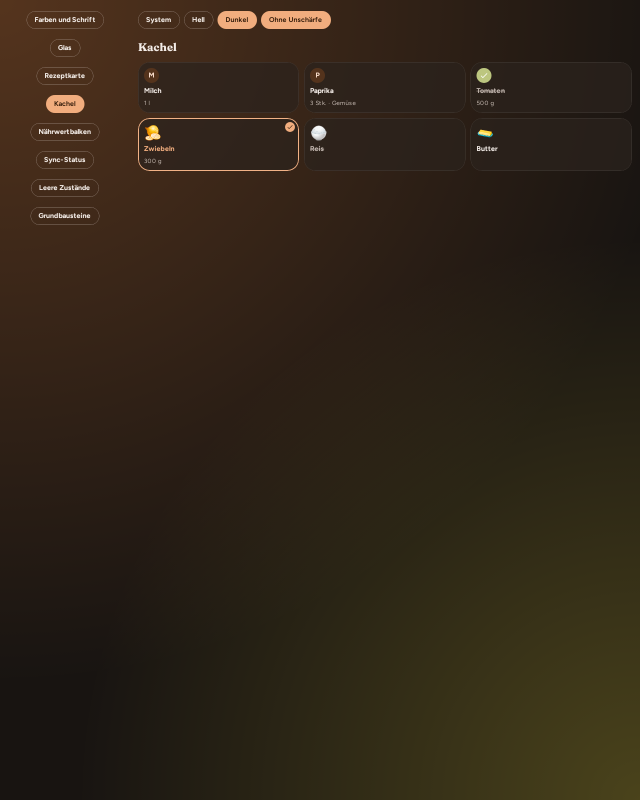 Farben und Schrift
Glas
Rezeptkarte
Kachel
Nährwertbalken
Sync-Status
Leere Zustände
Grundbausteine
System
Hell
Dunkel
Ohne Unschärfe
Kachel
M
Milch
1 l
P
Paprika
3 Stk. · Gemüse
Tomaten
500 g
Zwiebeln
300 g
Reis
Butter